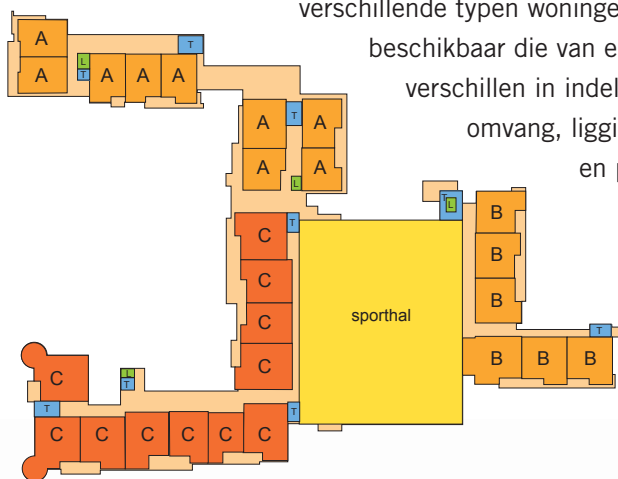 verschillende typen woninge
beschikbaar die van e
verschillen in indel
omvang, liggi
en p
A
T
L
A T A A A
A T A
A A
L
T L
B
T
C
B
C
B
sporthal
C
T
C B B B
L
C T
T T
C C C C C C